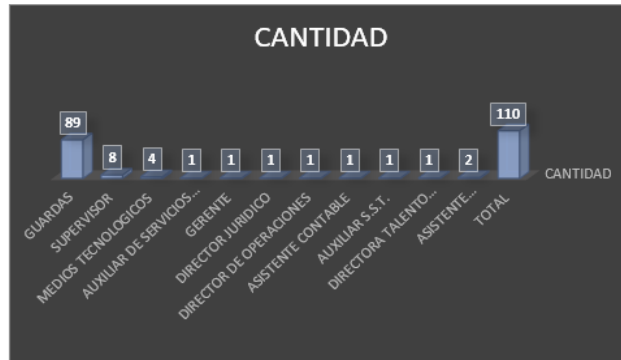 CANTIDAD
89
8
4
1
1
1
1
1
1
1
2
110
CANTIDAD
GUARDAS
SUPERVISOR
MEDIOS TECNOLOGICOS
AUXILIAR DE SERVICIOS...
GERENTE
DIRECTOR JURIDICO
DIRECTOR DE OPERACIONES
ASISTENTE CONTABLE
AUXILIAR S.S.T.
DIRECTORA TALENTO...
ASISTENTE...
TOTAL